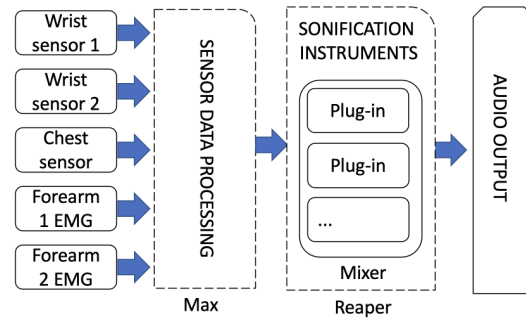 Wrist
sensor 1
Wrist
sensor 2
Chest
sensor
Forearm
1 EMG
Forearm
2 EMG
SENSOR DATA PROCESSING
Max
SONIFICATION
INSTRUMENTS
Plug-in
Plug-in
...
Mixer
Reaper
AUDIO OUTPUT